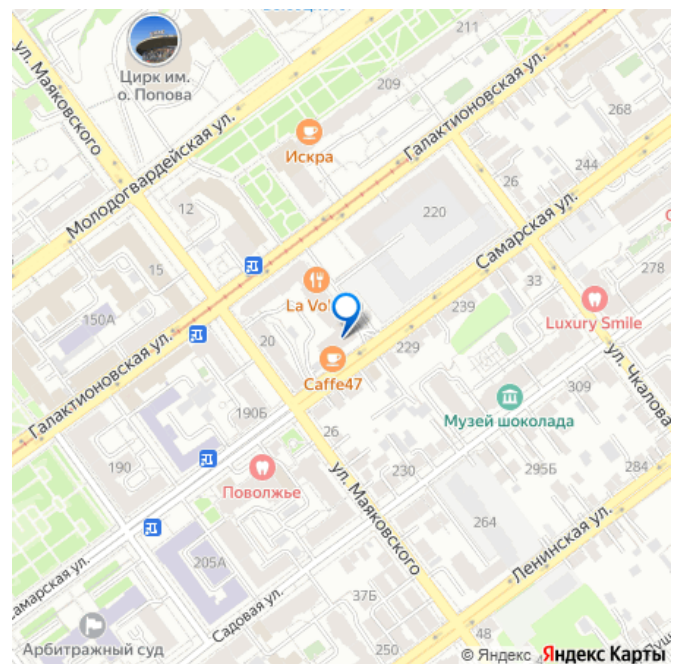 211
ул. Маяковского
Цирк им.
о. Попова
209
Галактионовская ул.
268
Молодогвардейская ул.
Искра
244
26
12
220
Самарская ул.
15
278
33
La Vo
239
Luxury Smile
150А
20
229
ул. Чкалова
Caffe47
309
Галактионовская ул.
190Б
Музей шоколада
26
190
230
295Б
284
Поволжье
ул. Маяковского
264
Ленинская ул.
205А
Самарская ул.
37Б
Садовая ул.
48
Арбитражный суд
250
© Яндекс Яндекс Карты